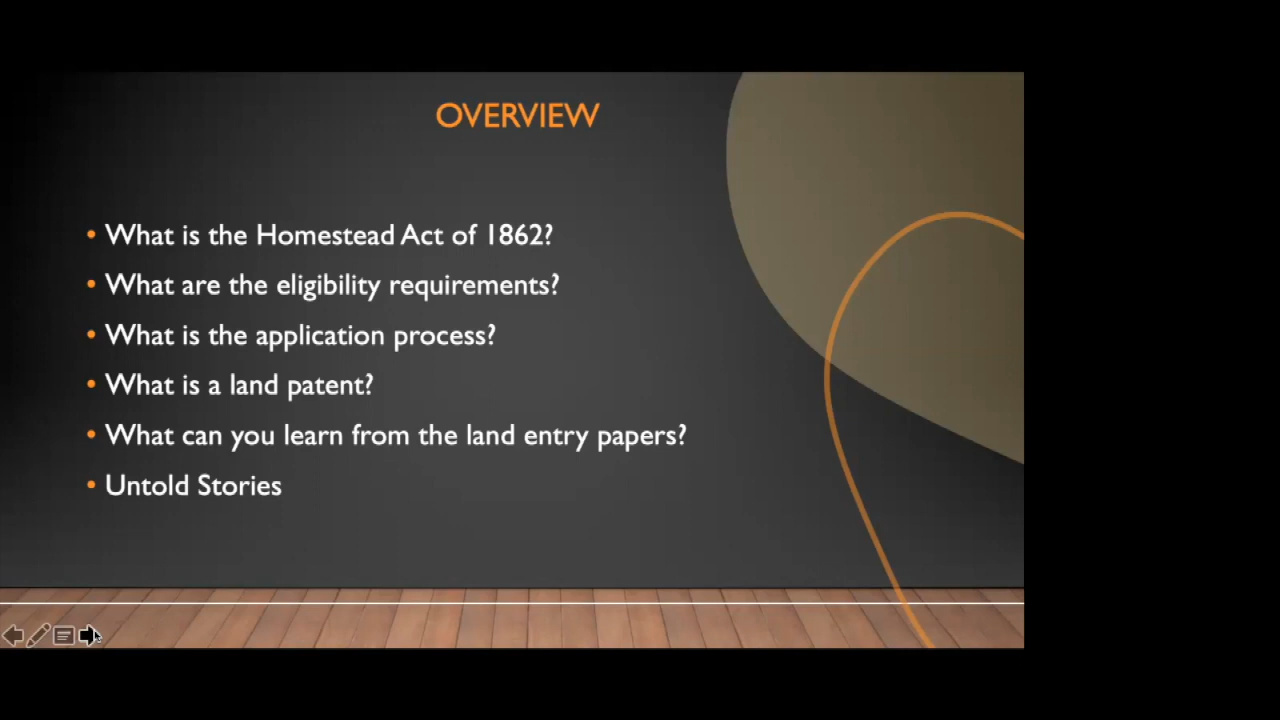 OVERVIEW
• What is the Homestead Act of 1862?
• What are the eligibility requirements?
• What is the application process?
• What is a land patent?
• What can you learn from the land entry papers?
• Untold Stories